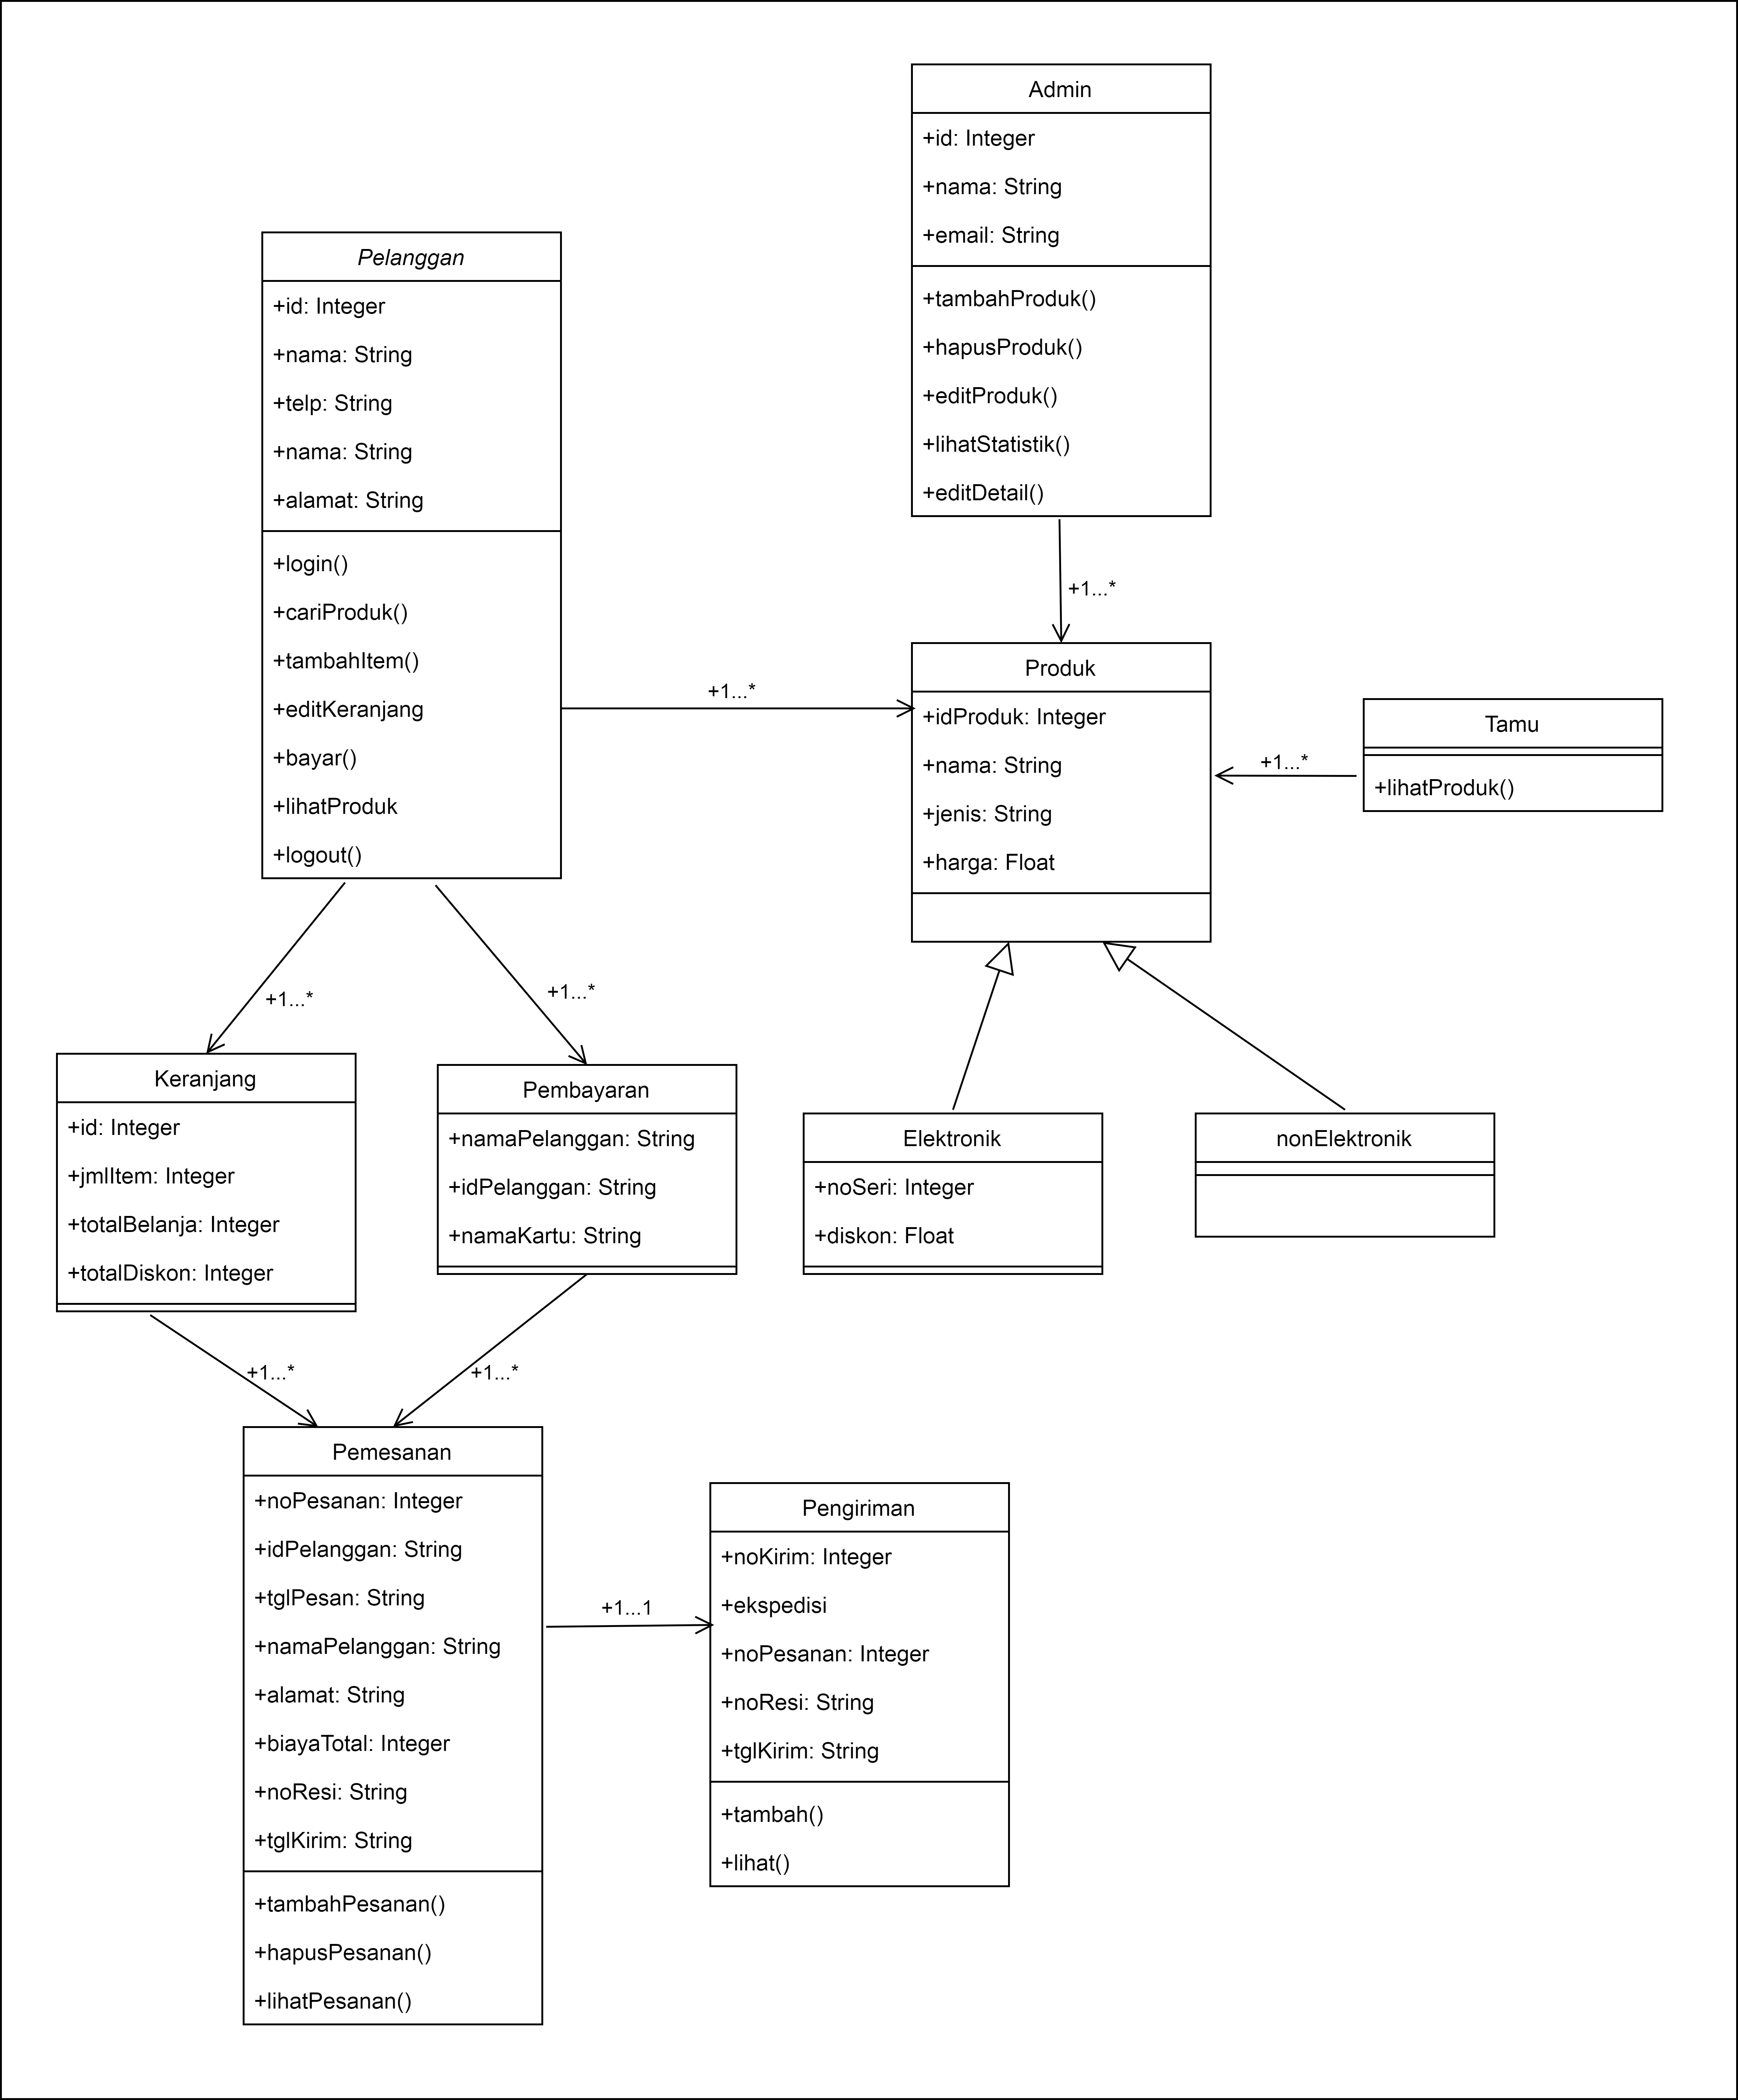 Admin
+id: Integer
+nama: String
+email: String
+tambahProduk()
+hapusProduk()
+editProduk()
+lihatStatistik()
+editDetail()
Pelanggan
+id: Integer
+nama: String
+telp: String
+nama: String
+alamat: String
+login()
+cariProduk()
+tambahItem()
+editKeranjang
+bayar()
+lihatProduk
+logout()
+1...*
+1...*
Produk
+idProduk: Integer
+nama: String
+jenis: String
+harga: Float
+1...*
Tamu
+lihatProduk()
+1...*
+1...*
Keranjang
+id: Integer
+jmlItem: Integer
+totalBelanja: Integer
+totalDiskon: Integer
Pembayaran
+namaPelanggan: String
+idPelanggan: String
+namaKartu: String
Elektronik
+noSeri: Integer
+diskon: Float
nonElektronik
+1...*
+1...*
Pemesanan
+noPesanan: Integer
+idPelanggan: String
+tglPesan: String
+namaPelanggan: String
+alamat: String
+biayaTotal: Integer
+noResi: String
+tglKirim: String
+tambahPesanan()
+hapusPesanan()
+lihatPesanan()
+1...1
Pengiriman
+noKirim: Integer
+ekspedisi
+noPesanan: Integer
+noResi: String
+tglKirim: String
+tambah()
+lihat()